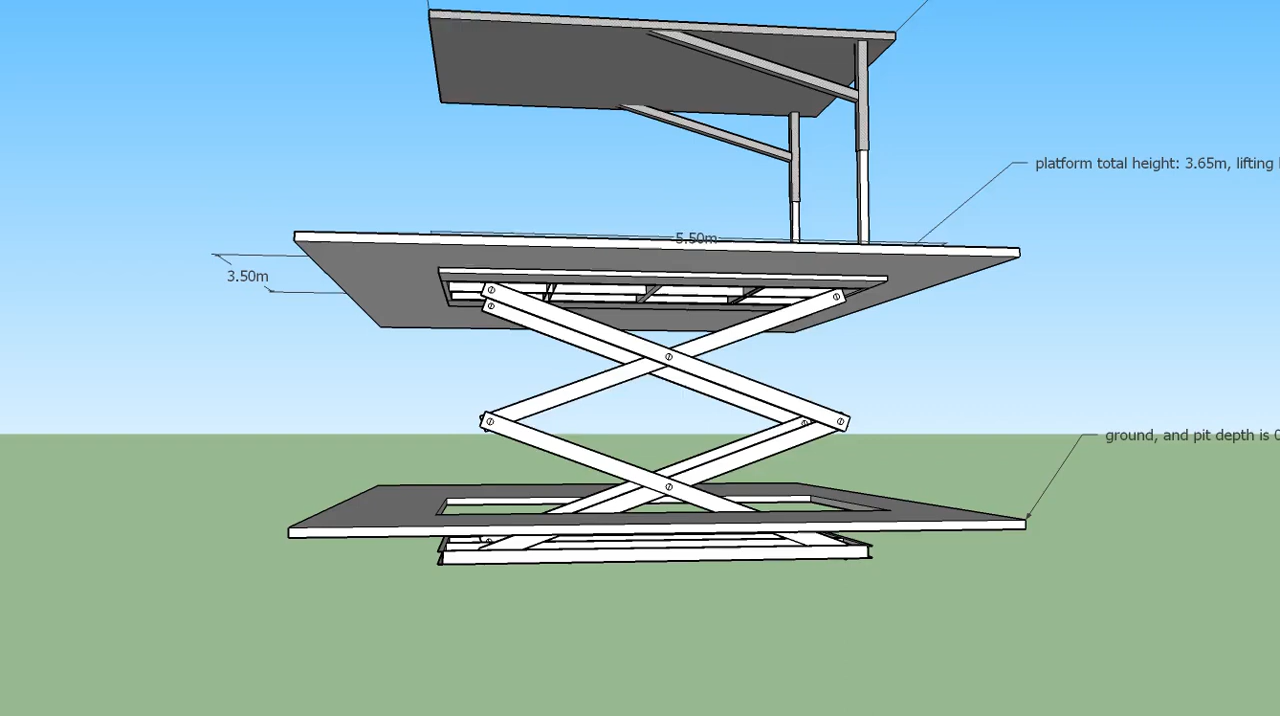 platform total height: 3.65m, lifting
5.50m
3.50m
ground, and pit depth is